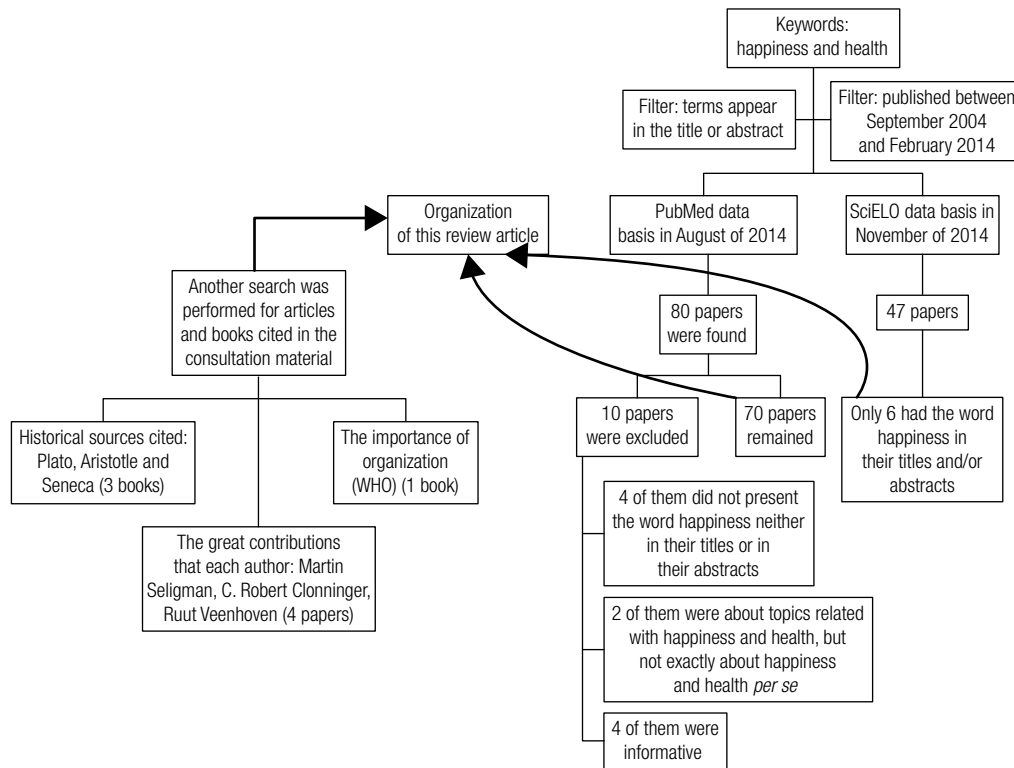 Keywords:
happiness and health
Filter: terms appear
in the title or abstract
Filter: published between
September 2004
and February 2014
Organization
of this review article
PubMed data
basis in August of 2014
SciELO data basis in
November of 2014
Another search was
performed for articles
and books cited in the
consultation material
80 papers
were found
47 papers
Historical sources cited:
Plato, Aristotle and
Seneca (3 books)
The importance of
organization
(WHO) (1 book)
10 papers
were excluded
70 papers
remained
Only 6 had the word
happiness in
their titles and/or
abstracts
The great contributions
that each author: Martin
Seligman, C. Robert Clonninger,
Ruut Veenhoven (4 papers)
4 of them did not present
the word happiness neither
in their titles or in
their abstracts
2 of them were about topics related
with happiness and health, but
not exactly about happiness
and health per se
4 of them were
informative